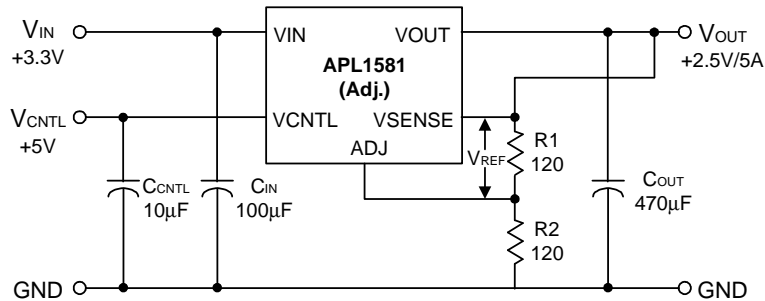 VIN
+3.3V
VIN
VOUT
APL1581
(Adj.)
VOUT
+2.5V/5A
VCNTL
+5V
VCNTL
VSENSE
ADJ
VREF
R1
120
CCNTL
10μF
CIN
100μF
COUT
470μF
R2
120
GND
GND